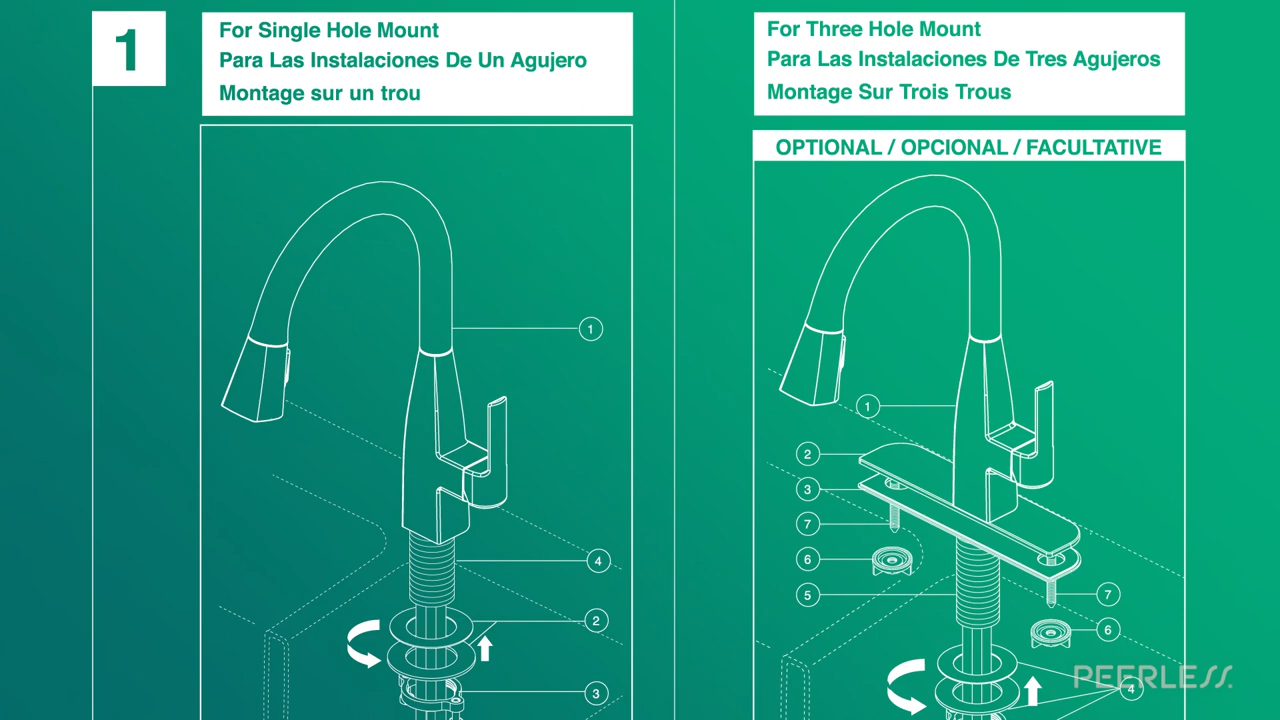 1
For Single Hole Mount
Para Las Instalaciones De Un Agujero
Montage sur un trou
1
4
2
3
For Three Hole Mount
Para Las Instalaciones De Tres Agujeros
Montage Sur Trois Trous
OPTIONAL / OPCIONAL / FACULTATIVE
1
2
3
7
6
5
7
6
4
PEERLESS